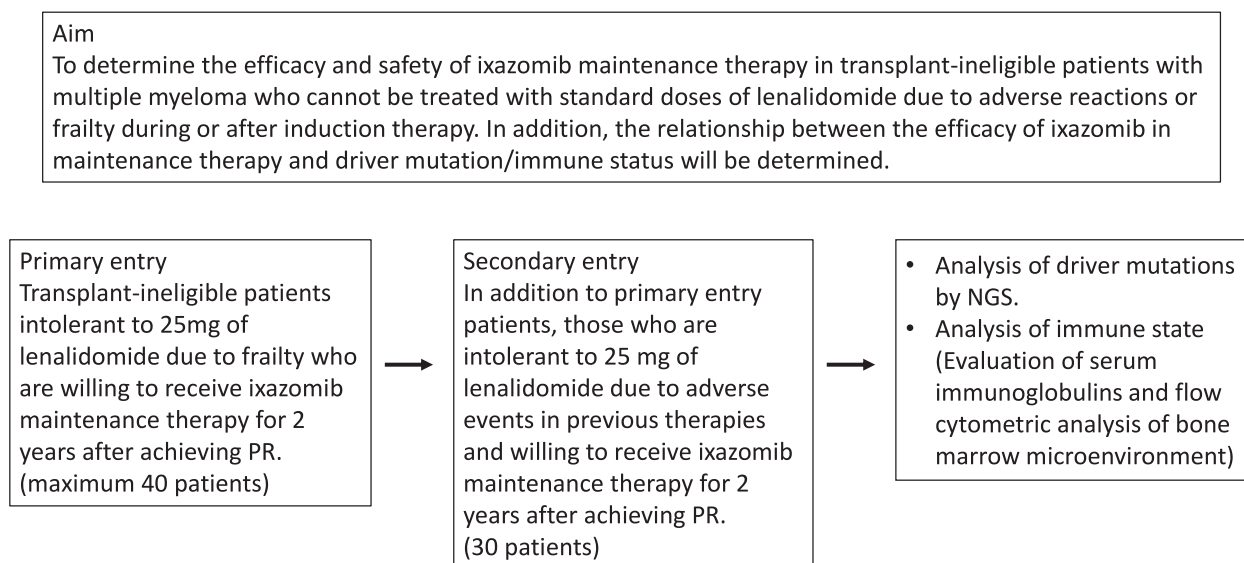 Aim
To determine the efficacy and safety of ixazomib maintenance therapy in transplant-ineligible patients with
multiple myeloma who cannot be treated with standard doses of lenalidomide due to adverse reactions or
frailty during or after induction therapy. In addition, the relationship between the efficacy of ixazomib in
maintenance therapy and driver mutation/immune status will be determined.
Primary entry
Transplant-ineligible patients
intolerant to 25mg of
lenalidomide due to frailty who
are willing to receive ixazomib
maintenance therapy for 2
years after achieving PR.
(maximum 40 patients)
Secondary entry
In addition to primary entry
patients, those who are
intolerant to 25 mg of
lenalidomide due to adverse
events in previous therapies
and willing to receive ixazomib
maintenance therapy for 2
years after achieving PR.
(30 patients)
• Analysis of driver mutations
by NGS.
• Analysis of immune state
(Evaluation of serum
immunoglobulins and flow
cytometric analysis of bone
marrow microenvironment)